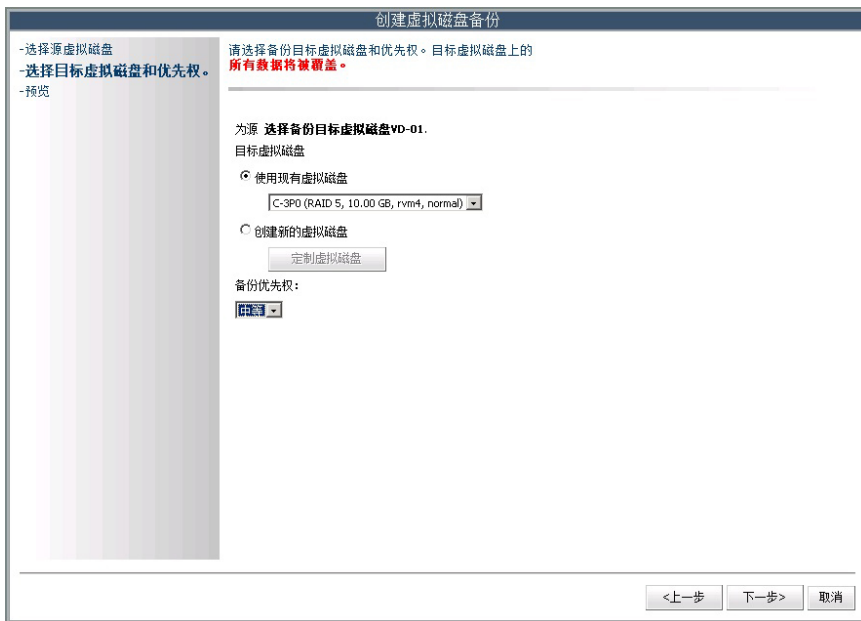 创建虚拟磁盘备份
-选择源虚拟磁盘
-选择目标虚拟磁盘和优先权。
-预览
请选择备份目标虚拟磁盘和优先权。目标虚拟磁盘上的
所有数据将被覆盖。
为源 选择备份目标虚拟磁盘VD-01.
目标虚拟磁盘
使用现有虚拟磁盘
C-3PO (RAID 5, 10.00 GB, rvm4, normal)
创建新的虚拟磁盘
定制虚拟磁盘
备份优先权:
中等
<上一步 下一步> 取消